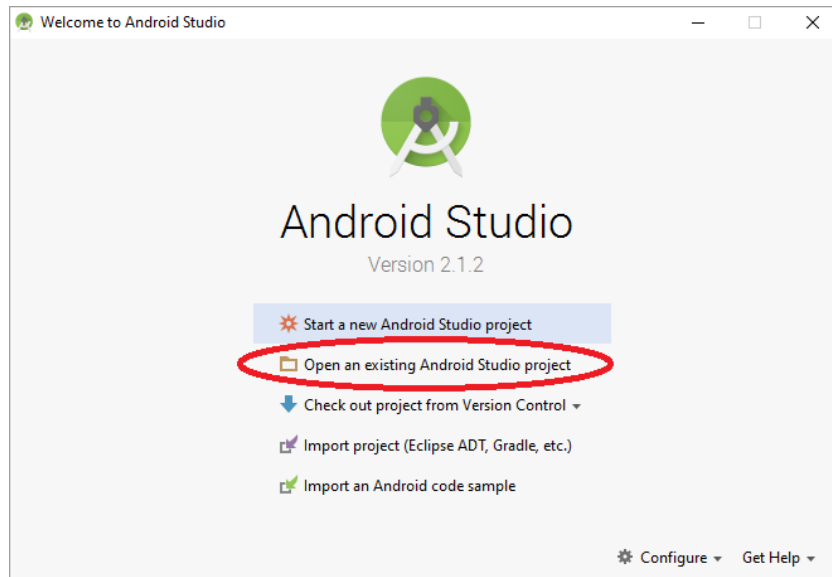 Welcome to Android Studio
Android Studio
Version 2.1.2
Start a new Android Studio project
Open an existing Android Studio project
Check out project from Version Control
Import project (Eclipse ADT, Gradle, etc.)
Import an Android code sample
Configure Get Help